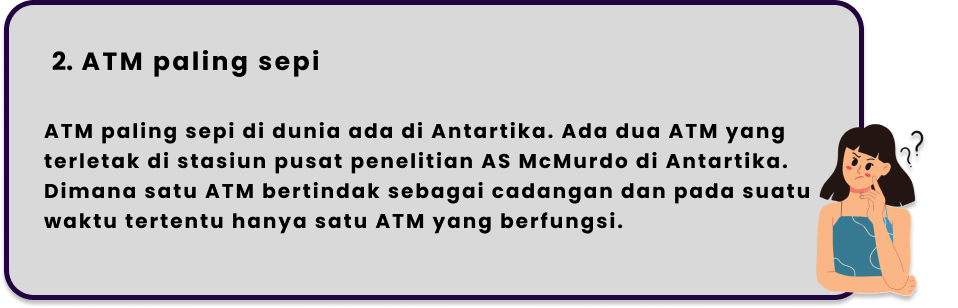 2. ATM paling sepi
ATM paling sepi di dunia ada di Antartika. Ada dua ATM yang
terletak di stasiun pusat penelitian AS McMurdo di Antartika.
Dimana satu ATM bertindak sebagai cadangan dan pada suatu
waktu tertentu hanya satu ATM yang berfungsi.
??